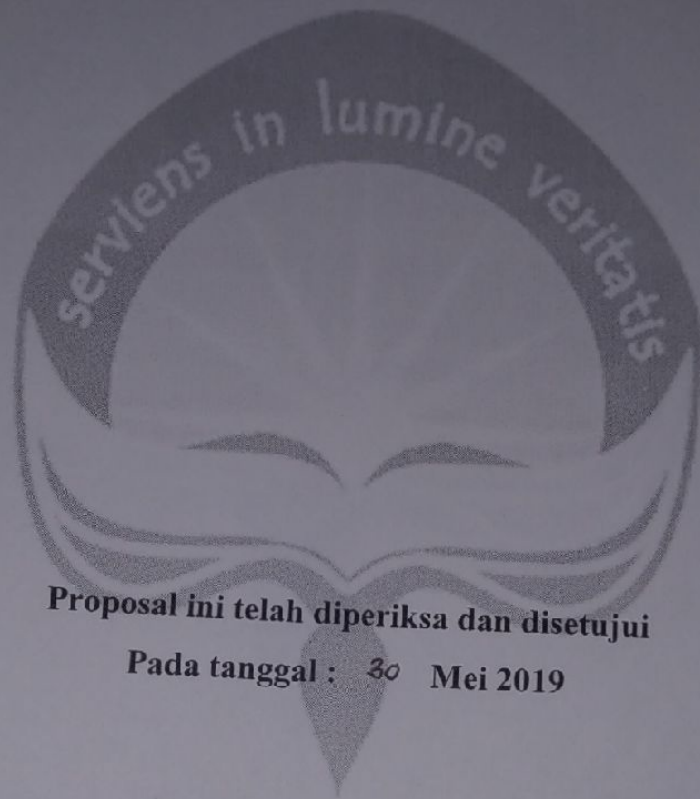 serviens in lumine veritatis
Proposal ini telah diperiksa dan disetujui
Pada tanggal : 30 Mei 2019